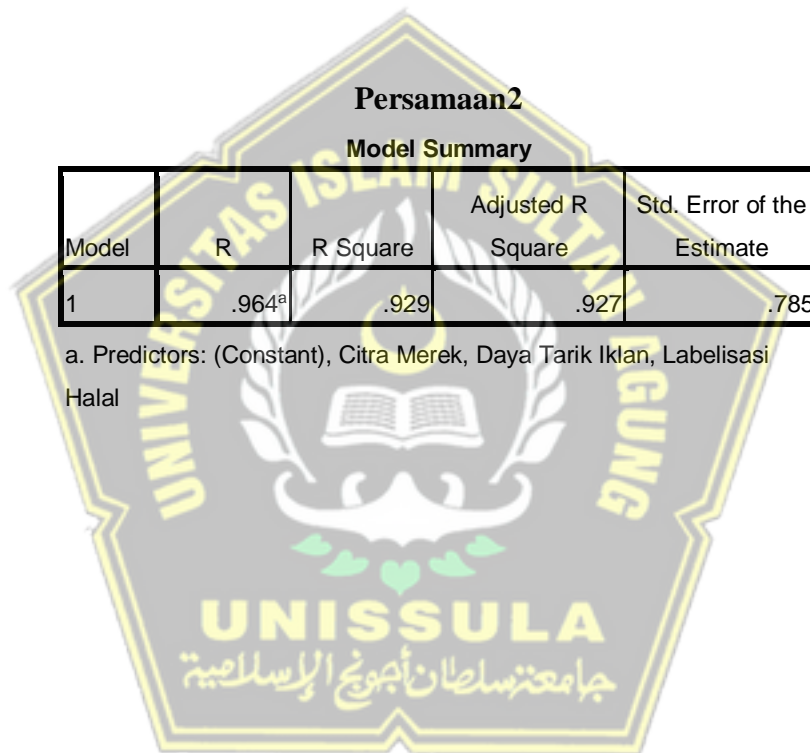 Persamaan2
Model Summary
Model R R Square Adjusted R Square Std. Error of the Estimate
1 .964a .929 .927 .785
a. Predictors: (Constant), Citra Merek, Daya Tarik Iklan, Labelisasi
Halal
UNIVERSITAS ISLAM SULTAN AGUNG
UNISSULA
جامعة سلطان أجونج الإسلامية